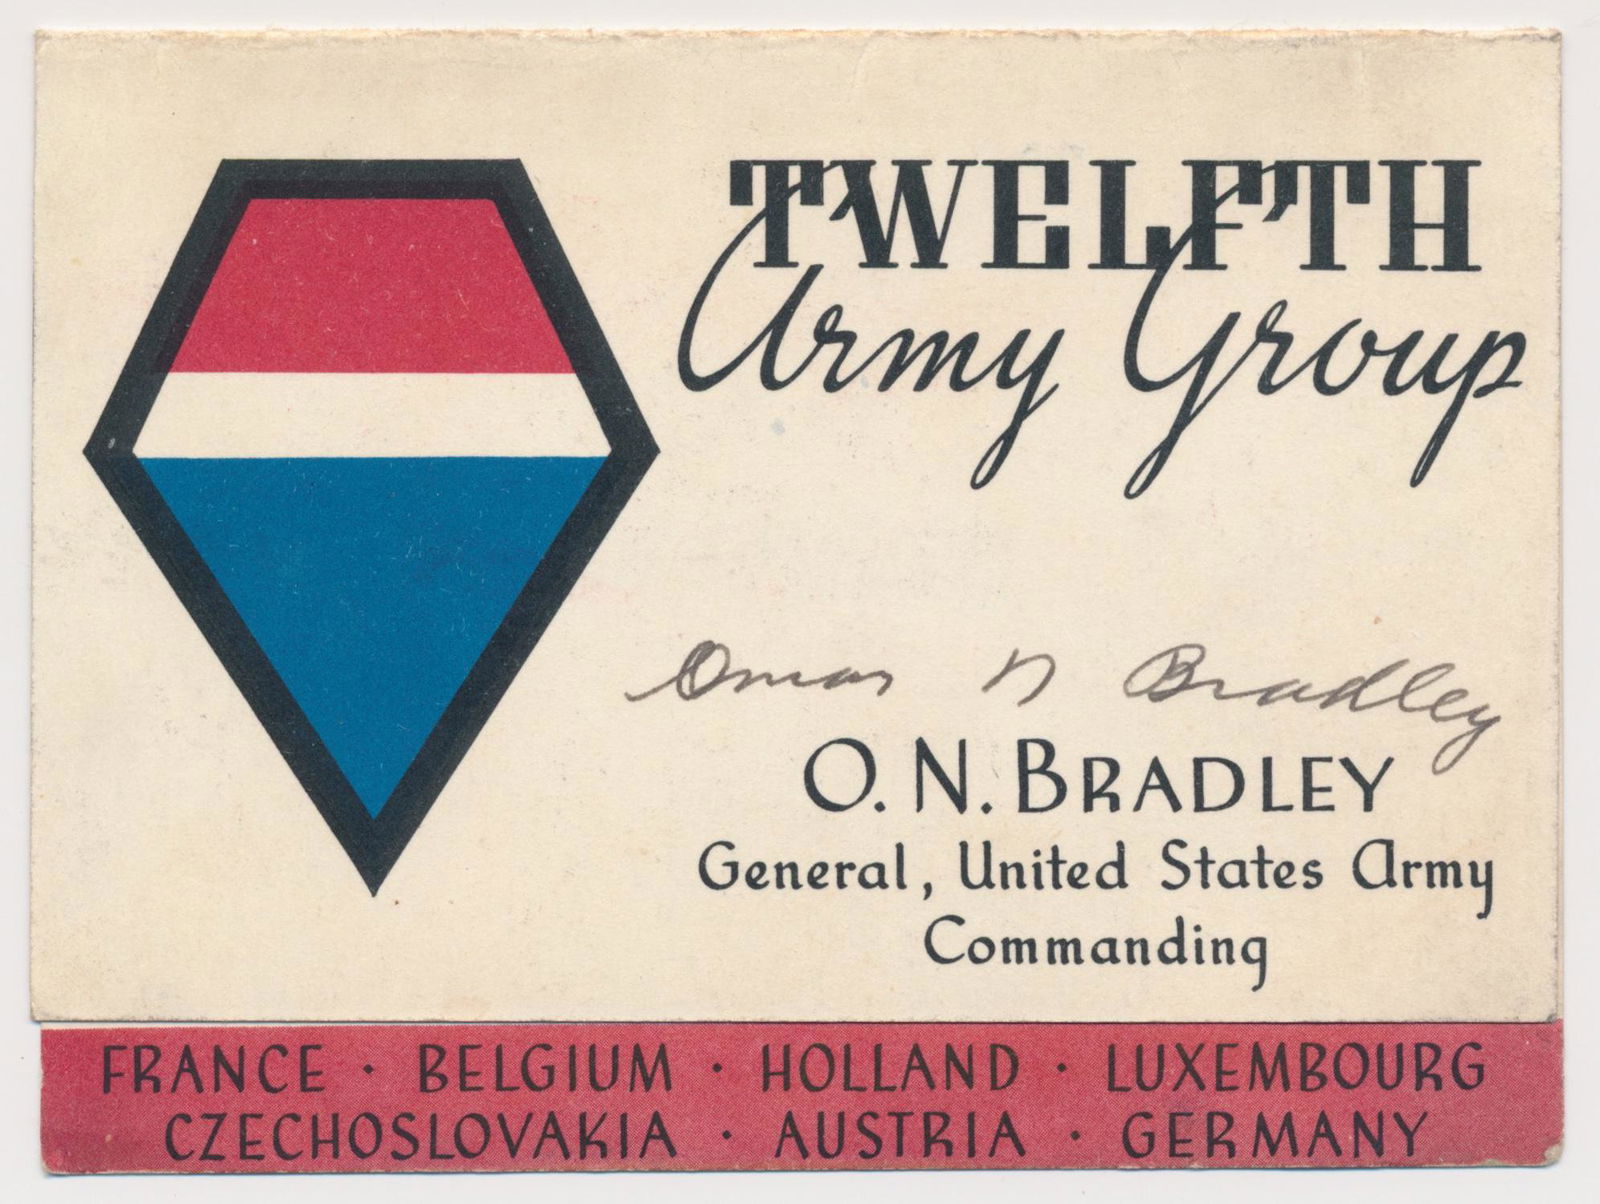 TWELFTH
Army Group
Omar N Bradley
O. N. BRADLEY
General, United States Army
Commanding
FRANCE · BELGIUM · HOLLAND · LUXEMBOURG
CZECHOSLOVAKIA · AUSTRIA · GERMANY